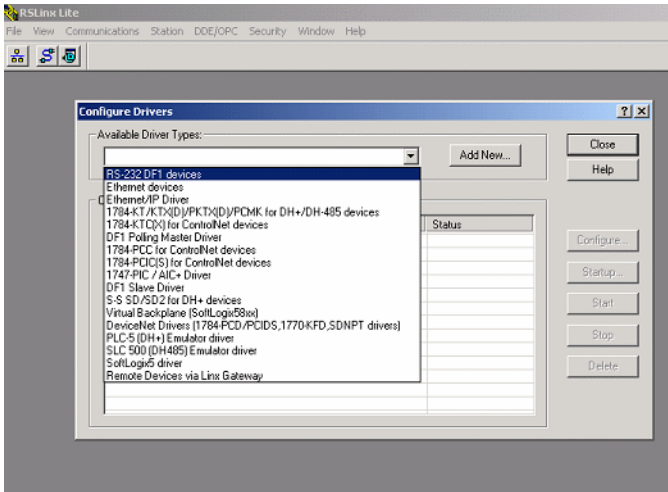 RSLinx Lite
File View Communications Station DDE/OPC Security Window Help
Configure Drivers
Available Driver Types:
Add New...
Close
Help
RS-232 DF1 devices
Ethernet devices
Ethernet/IP Driver
1784-KT/KTX(D)/PKTX(D)/PCMK for DH+/DH-485 devices
1784-KTC(X) for ControlNet devices
DF1 Polling Master Driver
1784-PCC for ControlNet devices
1784-PCIC(S) for ControlNet devices
1747-PIC / AIC+ Driver
DF1 Slave Driver
S-S SD/SD2 for DH+ devices
Virtual Backplane (SoftLogix58xx)
DeviceNet Drivers (1784-PCD/PCIDS,1770-KFD,SDNPT drivers)
PLC-5 (DH+) Emulator driver
SLC 500 (DH485) Emulator driver
SoftLogix5 driver
Remote Devices via Linx Gateway
Status
Configure...
Startup...
Start
Stop
Delete